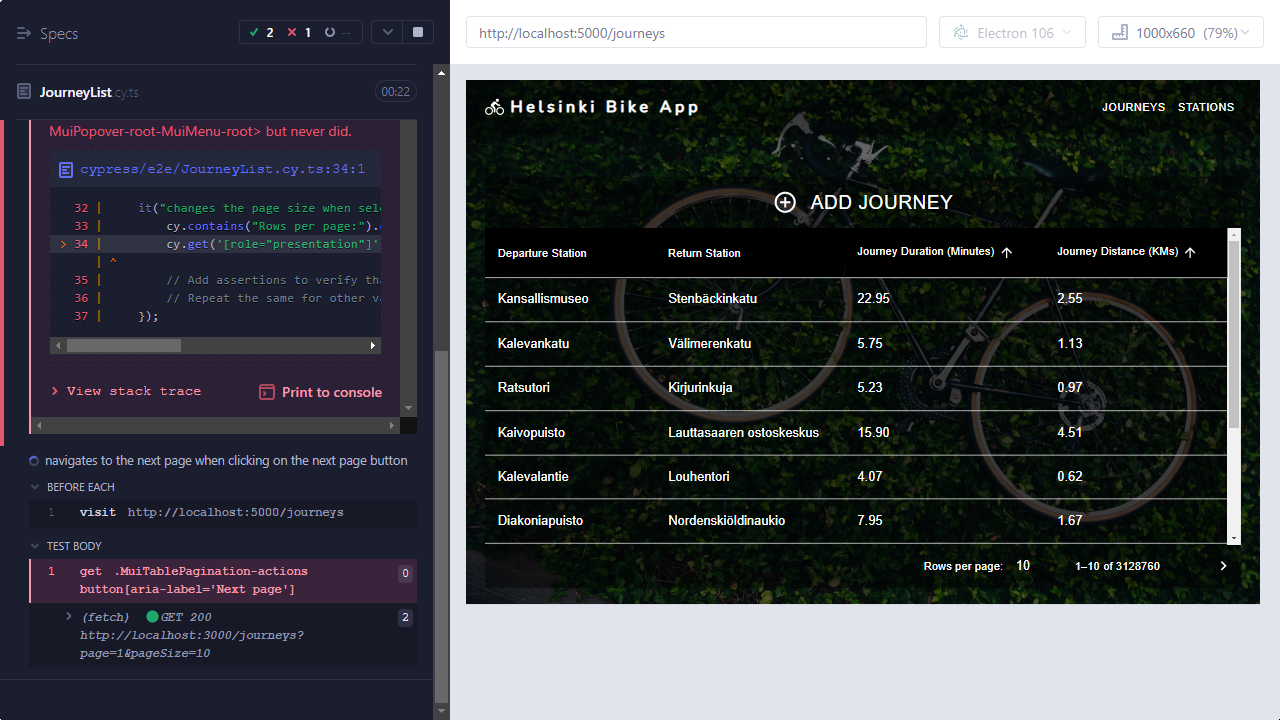 Specs
2
1
--
JourneyList.cy.ts
00:22
MuiPopover-root-MuiMenu-root> but never did.
cypress/e2e/JourneyList.cy.ts:34:1
32 | it("changes the page size when sel
33 | cy.contains("Rows per page:").
> 34 | cy.get('[role="presentation"]'
| ^
35 | // Add assertions to verify tha
36 | // Repeat the same for other va
37 | });
View stack trace
Print to console
navigates to the next page when clicking on the next page button
BEFORE EACH
1 visit http://localhost:5000/journeys
TEST BODY
1 get .MuiTablePagination-actions
button[aria-label='Next page']
0
(fetch) GET 200
http://localhost:3000/journeys?
page=1&pageSize=10
2
http://localhost:5000/journeys
Electron 106
1000x660 (79%)
Helsinki Bike App
JOURNEYS STATIONS
ADD JOURNEY
Departure Station Return Station Journey Duration (Minutes) Journey Distance (KMs)
Kansallismuseo Stenbäckinkatu 22.95 2.55
Kalevankatu Välimerenkatu 5.75 1.13
Ratsutori Kirjurinkuja 5.23 0.97
Kaivopuisto Lauttasaaren ostoskeskus 15.90 4.51
Kalevalantie Louhentori 4.07 0.62
Diakoniapuisto Nordenskiöldinaukio 7.95 1.67
Rows per page: 10 1–10 of 3128760